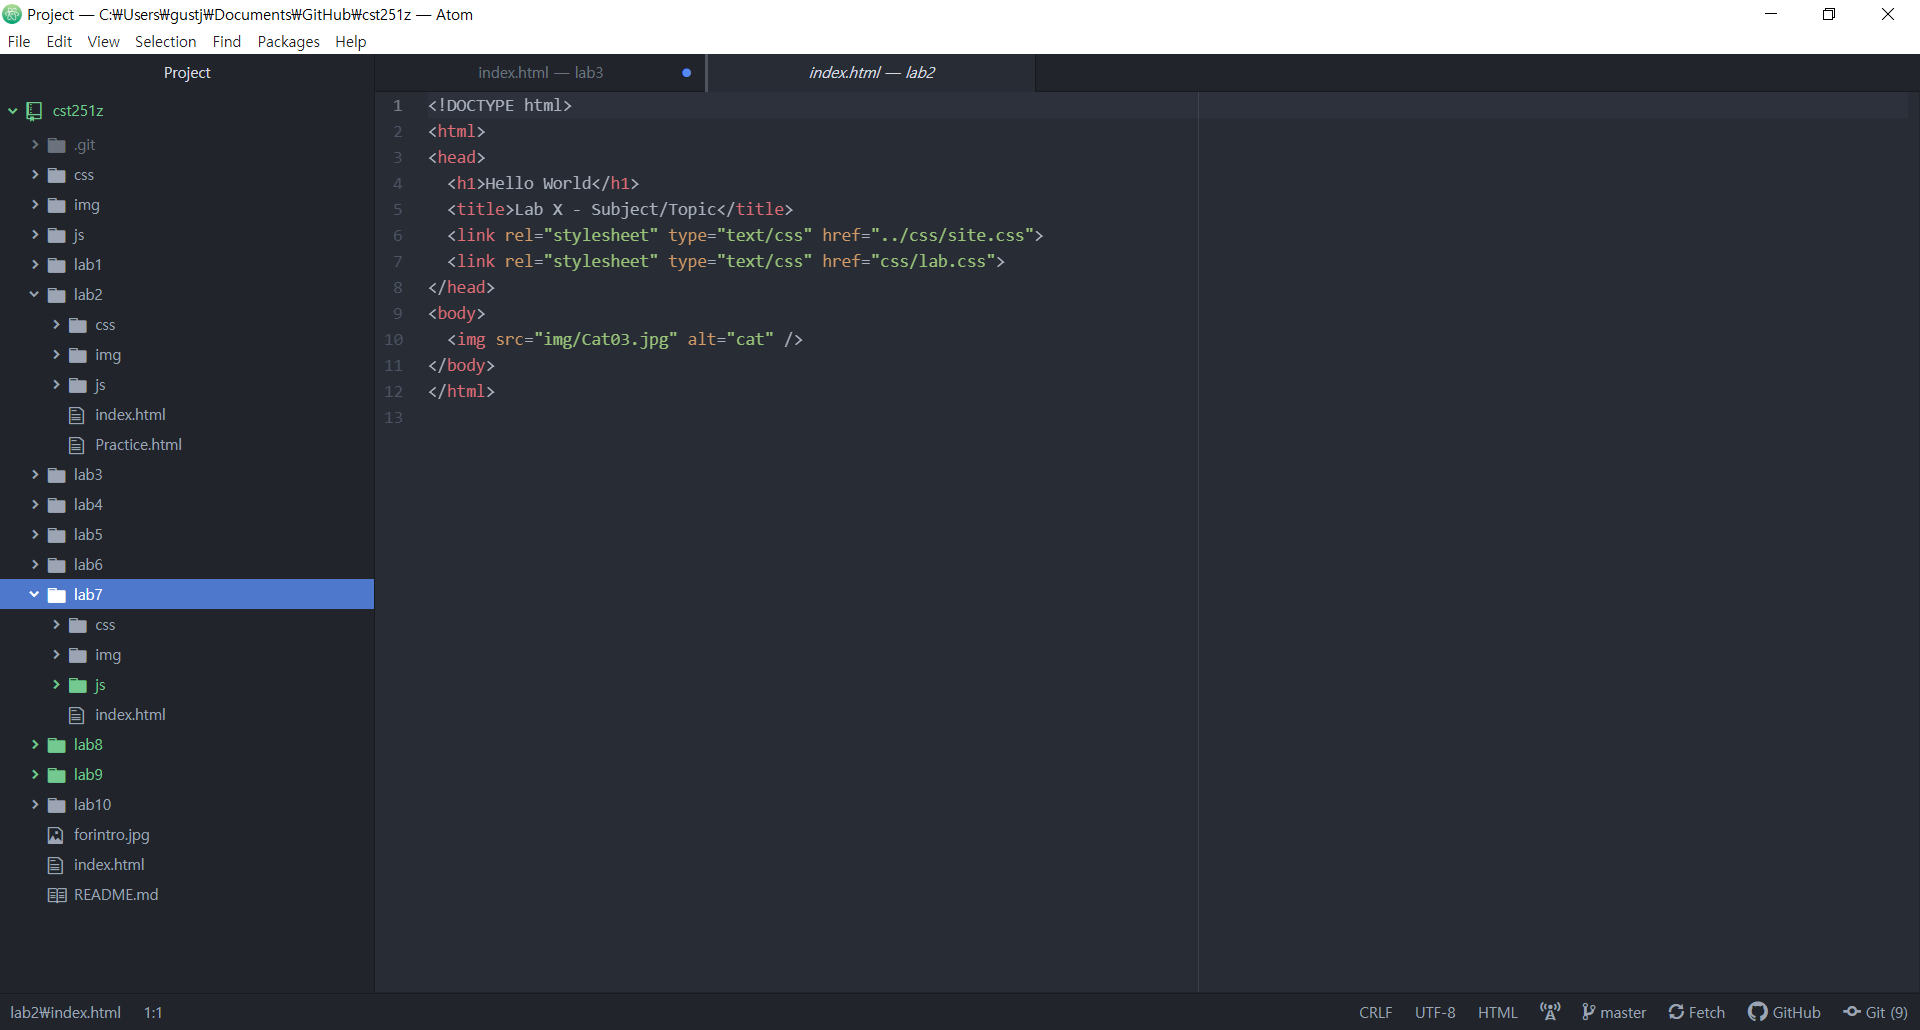 Project — C:₩Users₩gustj₩Documents₩GitHub₩cst251z — Atom
File Edit View Selection Find Packages Help
Project
cst251z
.git
css
img
js
lab1
lab2
css
img
js
index.html
Practice.html
lab3
lab4
lab5
lab6
lab7
css
img
js
index.html
lab8
lab9
lab10
forintro.jpg
index.html
README.md
index.html — lab3
index.html — lab2
1 <!DOCTYPE html>
2 <html>
3 <head>
4   <h1>Hello World</h1>
5   <title>Lab X - Subject/Topic</title>
6   <link rel="stylesheet" type="text/css" href="../css/site.css">
7   <link rel="stylesheet" type="text/css" href="css/lab.css">
8 </head>
9 <body>
10   <img src="img/Cat03.jpg" alt="cat" />
11 </body>
12 </html>
13
lab2₩index.html 1:1 CRLF UTF-8 HTML master Fetch GitHub Git (9)